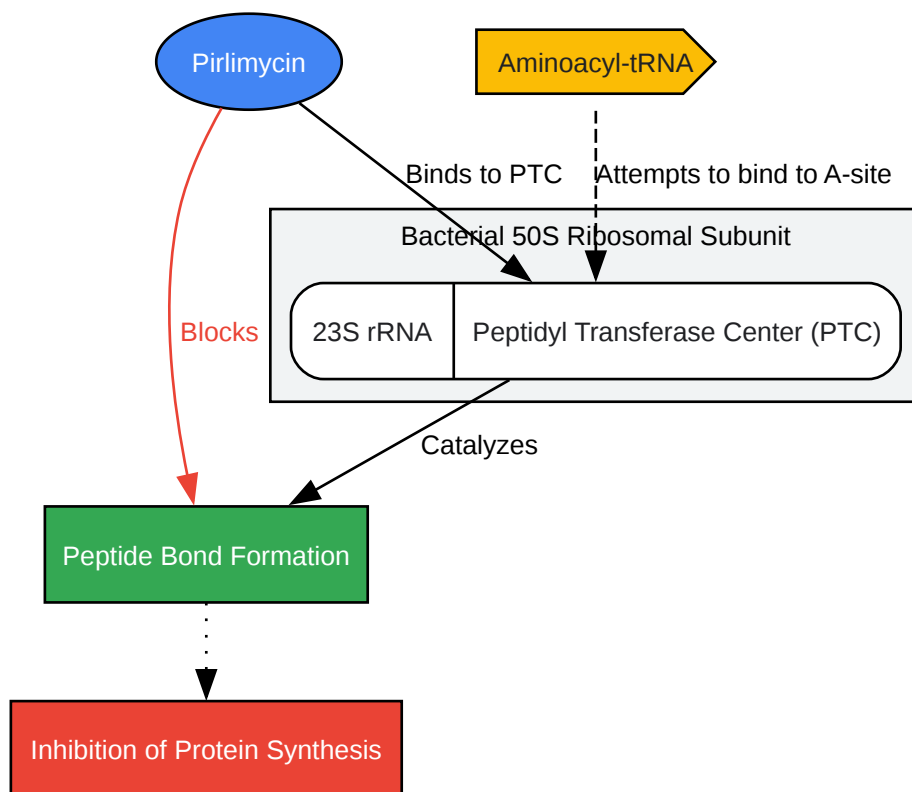 Pirlimycin
Aminoacyl-tRNA
Binds to PTC
Attempts to bind to A-site
Bacterial 50S Ribosomal Subunit
Blocks
23S rRNA
Peptidyl Transferase Center (PTC)
Catalyzes
Peptide Bond Formation
Inhibition of Protein Synthesis